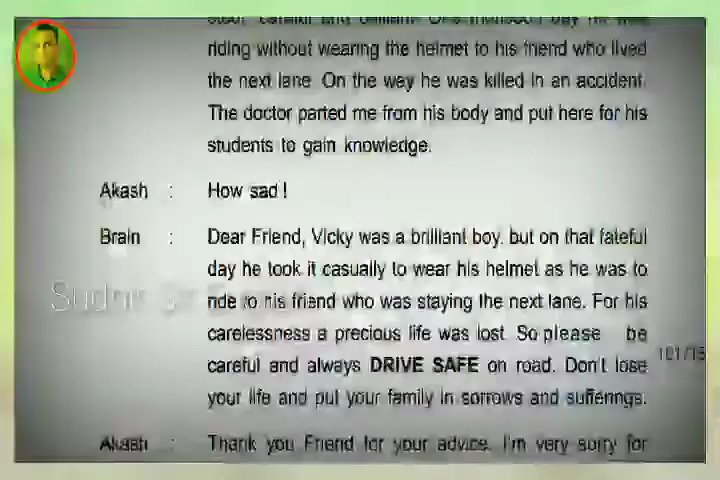 day he was
riding without wearing the helmet to his friend who lived
the next lane. On the way he was killed in an accident.
The doctor parted me from his body and put here for his
students to gain knowledge.
Akash : How sad !
Brain : Dear Friend, Vicky was a brilliant boy, but on that fateful
day he took it casually to wear his helmet as he was to
ride to his friend who was staying the next lane. For his
carelessness a precious life was lost. So please be
careful and always DRIVE SAFE on road. Don't lose
your life and put your family in sorrows and sufferings.
Akash : Thank you Friend for your advice. I'm very sorry for